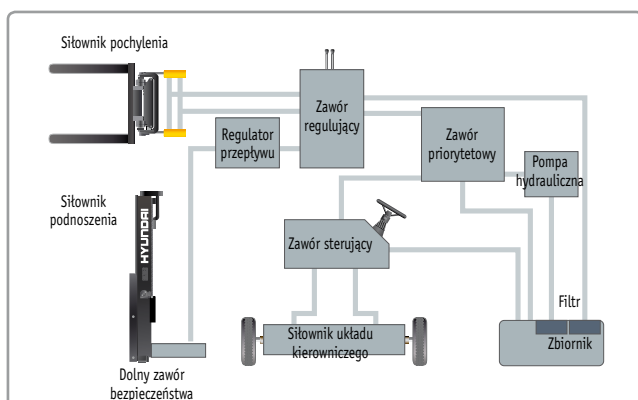 Siłownik pochylenia
Zawór
regulujący
Regulator
przepływu
Zawór
priorytetowy
Pompa
hydrauliczna
Siłownik
podnoszenia
HYUNDAI
Zawór sterujący
Siłownik układu
kierowniczego
Filtr
Zbiornik
Dolny zawór
bezpieczeństwa